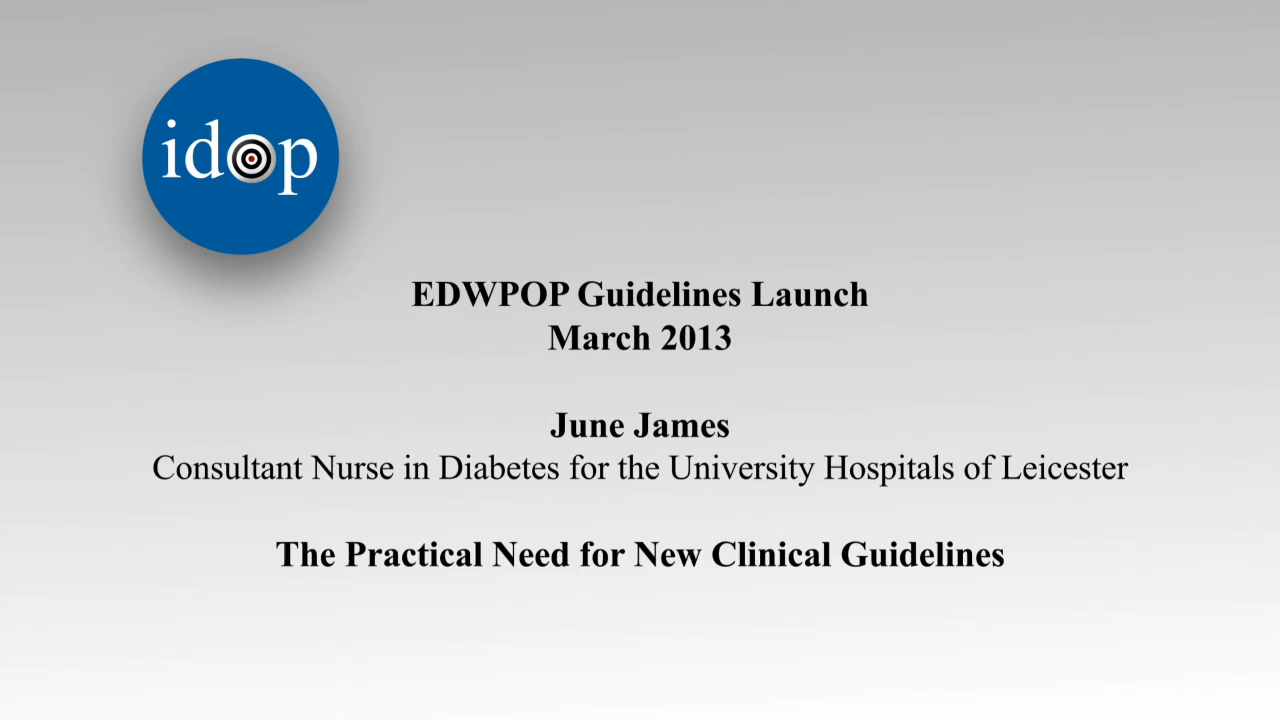 idop
EDWPOP Guidelines Launch
March 2013
June James
Consultant Nurse in Diabetes for the University Hospitals of Leicester
The Practical Need for New Clinical Guidelines